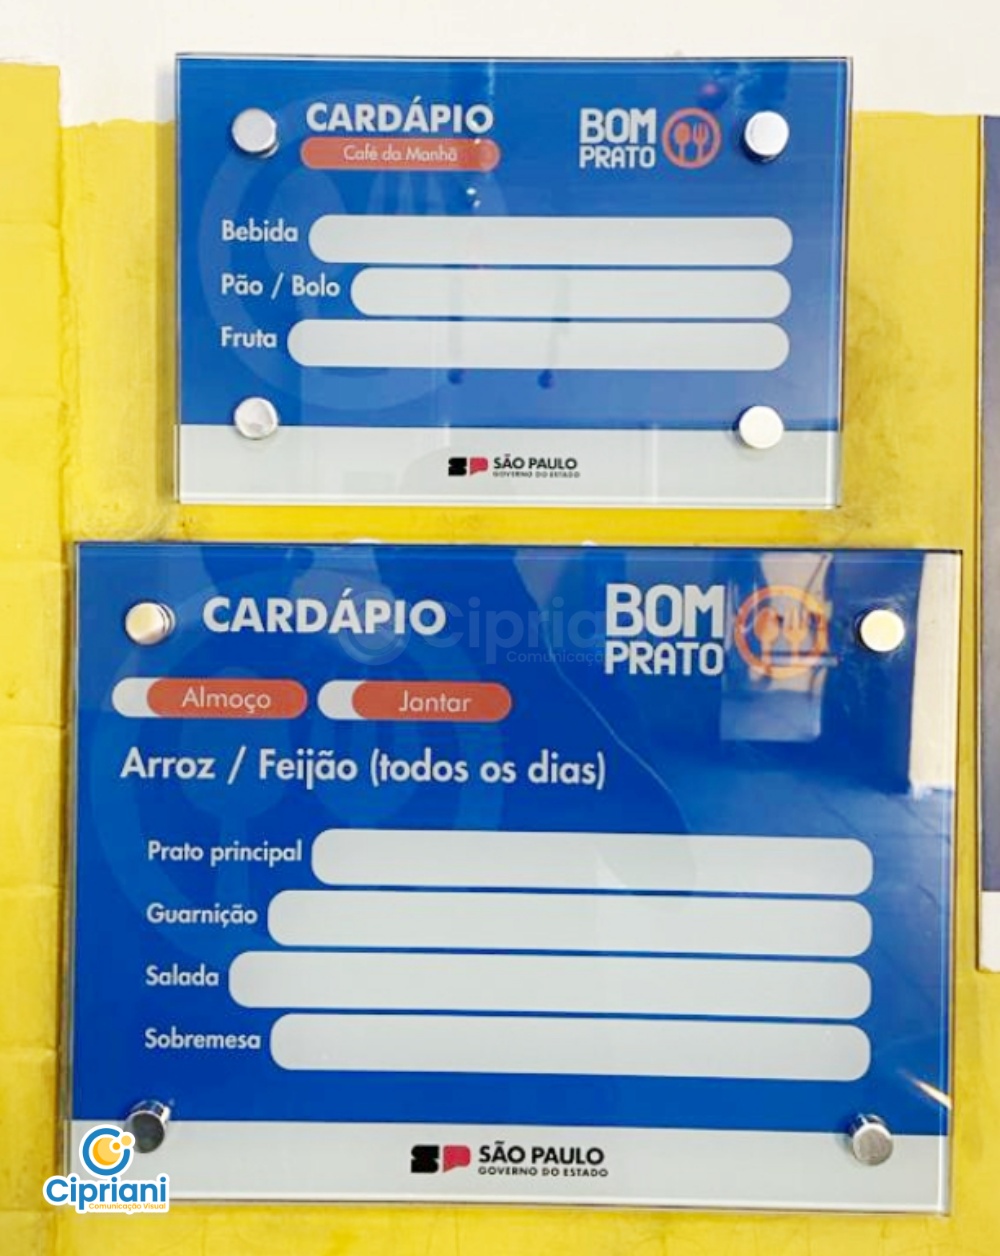 CARDÁPIO
Café da Manhã
BOM
PRATO
Bebida
Pão / Bolo
Fruta
SÃO PAULO
GOVERNO DO ESTADO
CARDÁPIO
BOM
PRATO
Almoço
Jantar
Arroz / Feijão (todos os dias)
Prato principal
Guarnição
Salada
Sobremesa
SÃO PAULO
GOVERNO DO ESTADO
Cipriani
Comunicação Visual